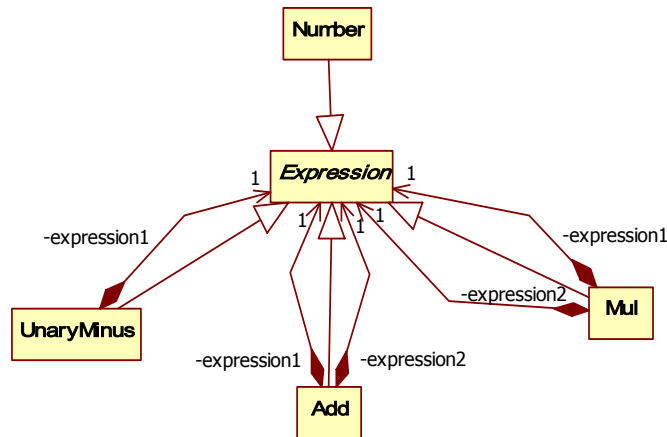 Number
Expression
1
1
-expression1
1
1
1
-expression1
-expression2
UnaryMinus
Mul
-expression1
-expression2
Add